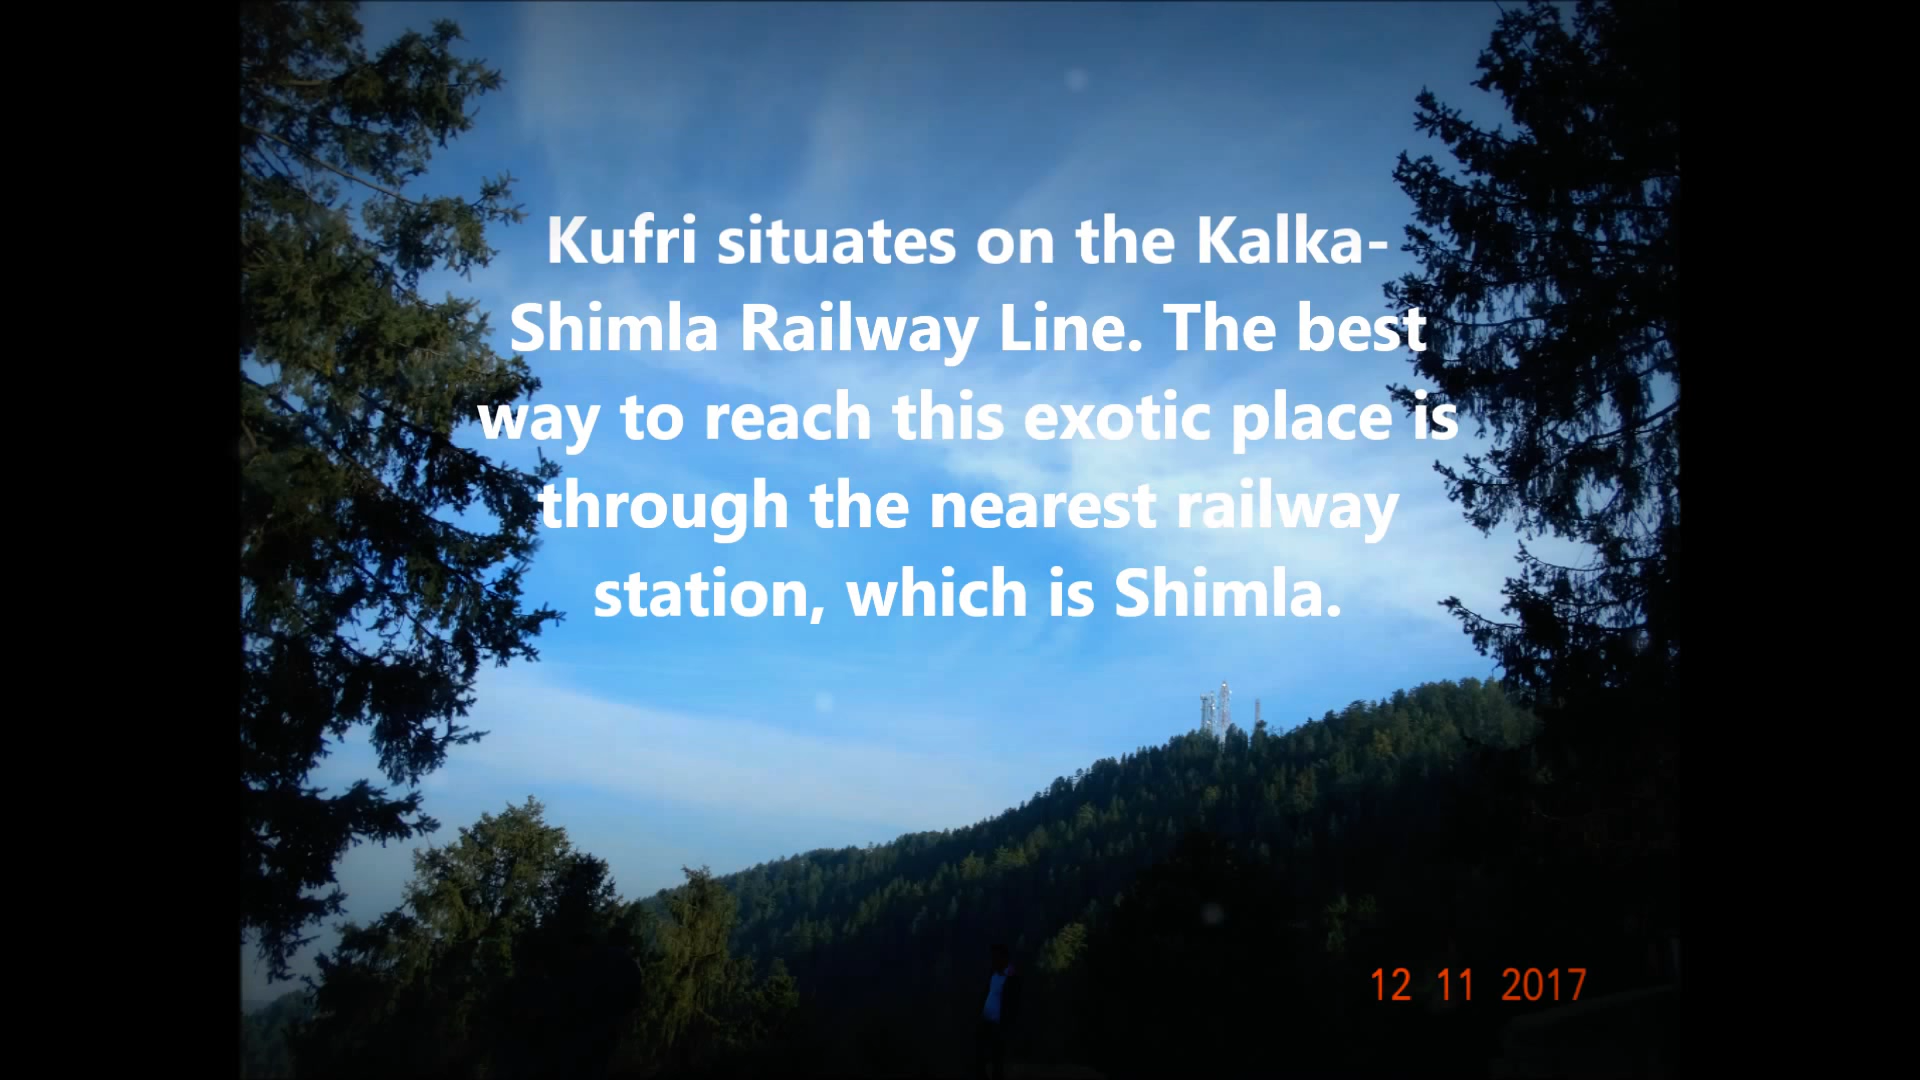 Kufri situates on the Kalka-
Shimla Railway Line. The best
way to reach this exotic place is
through the nearest railway
station, which is Shimla.
12 11 2017